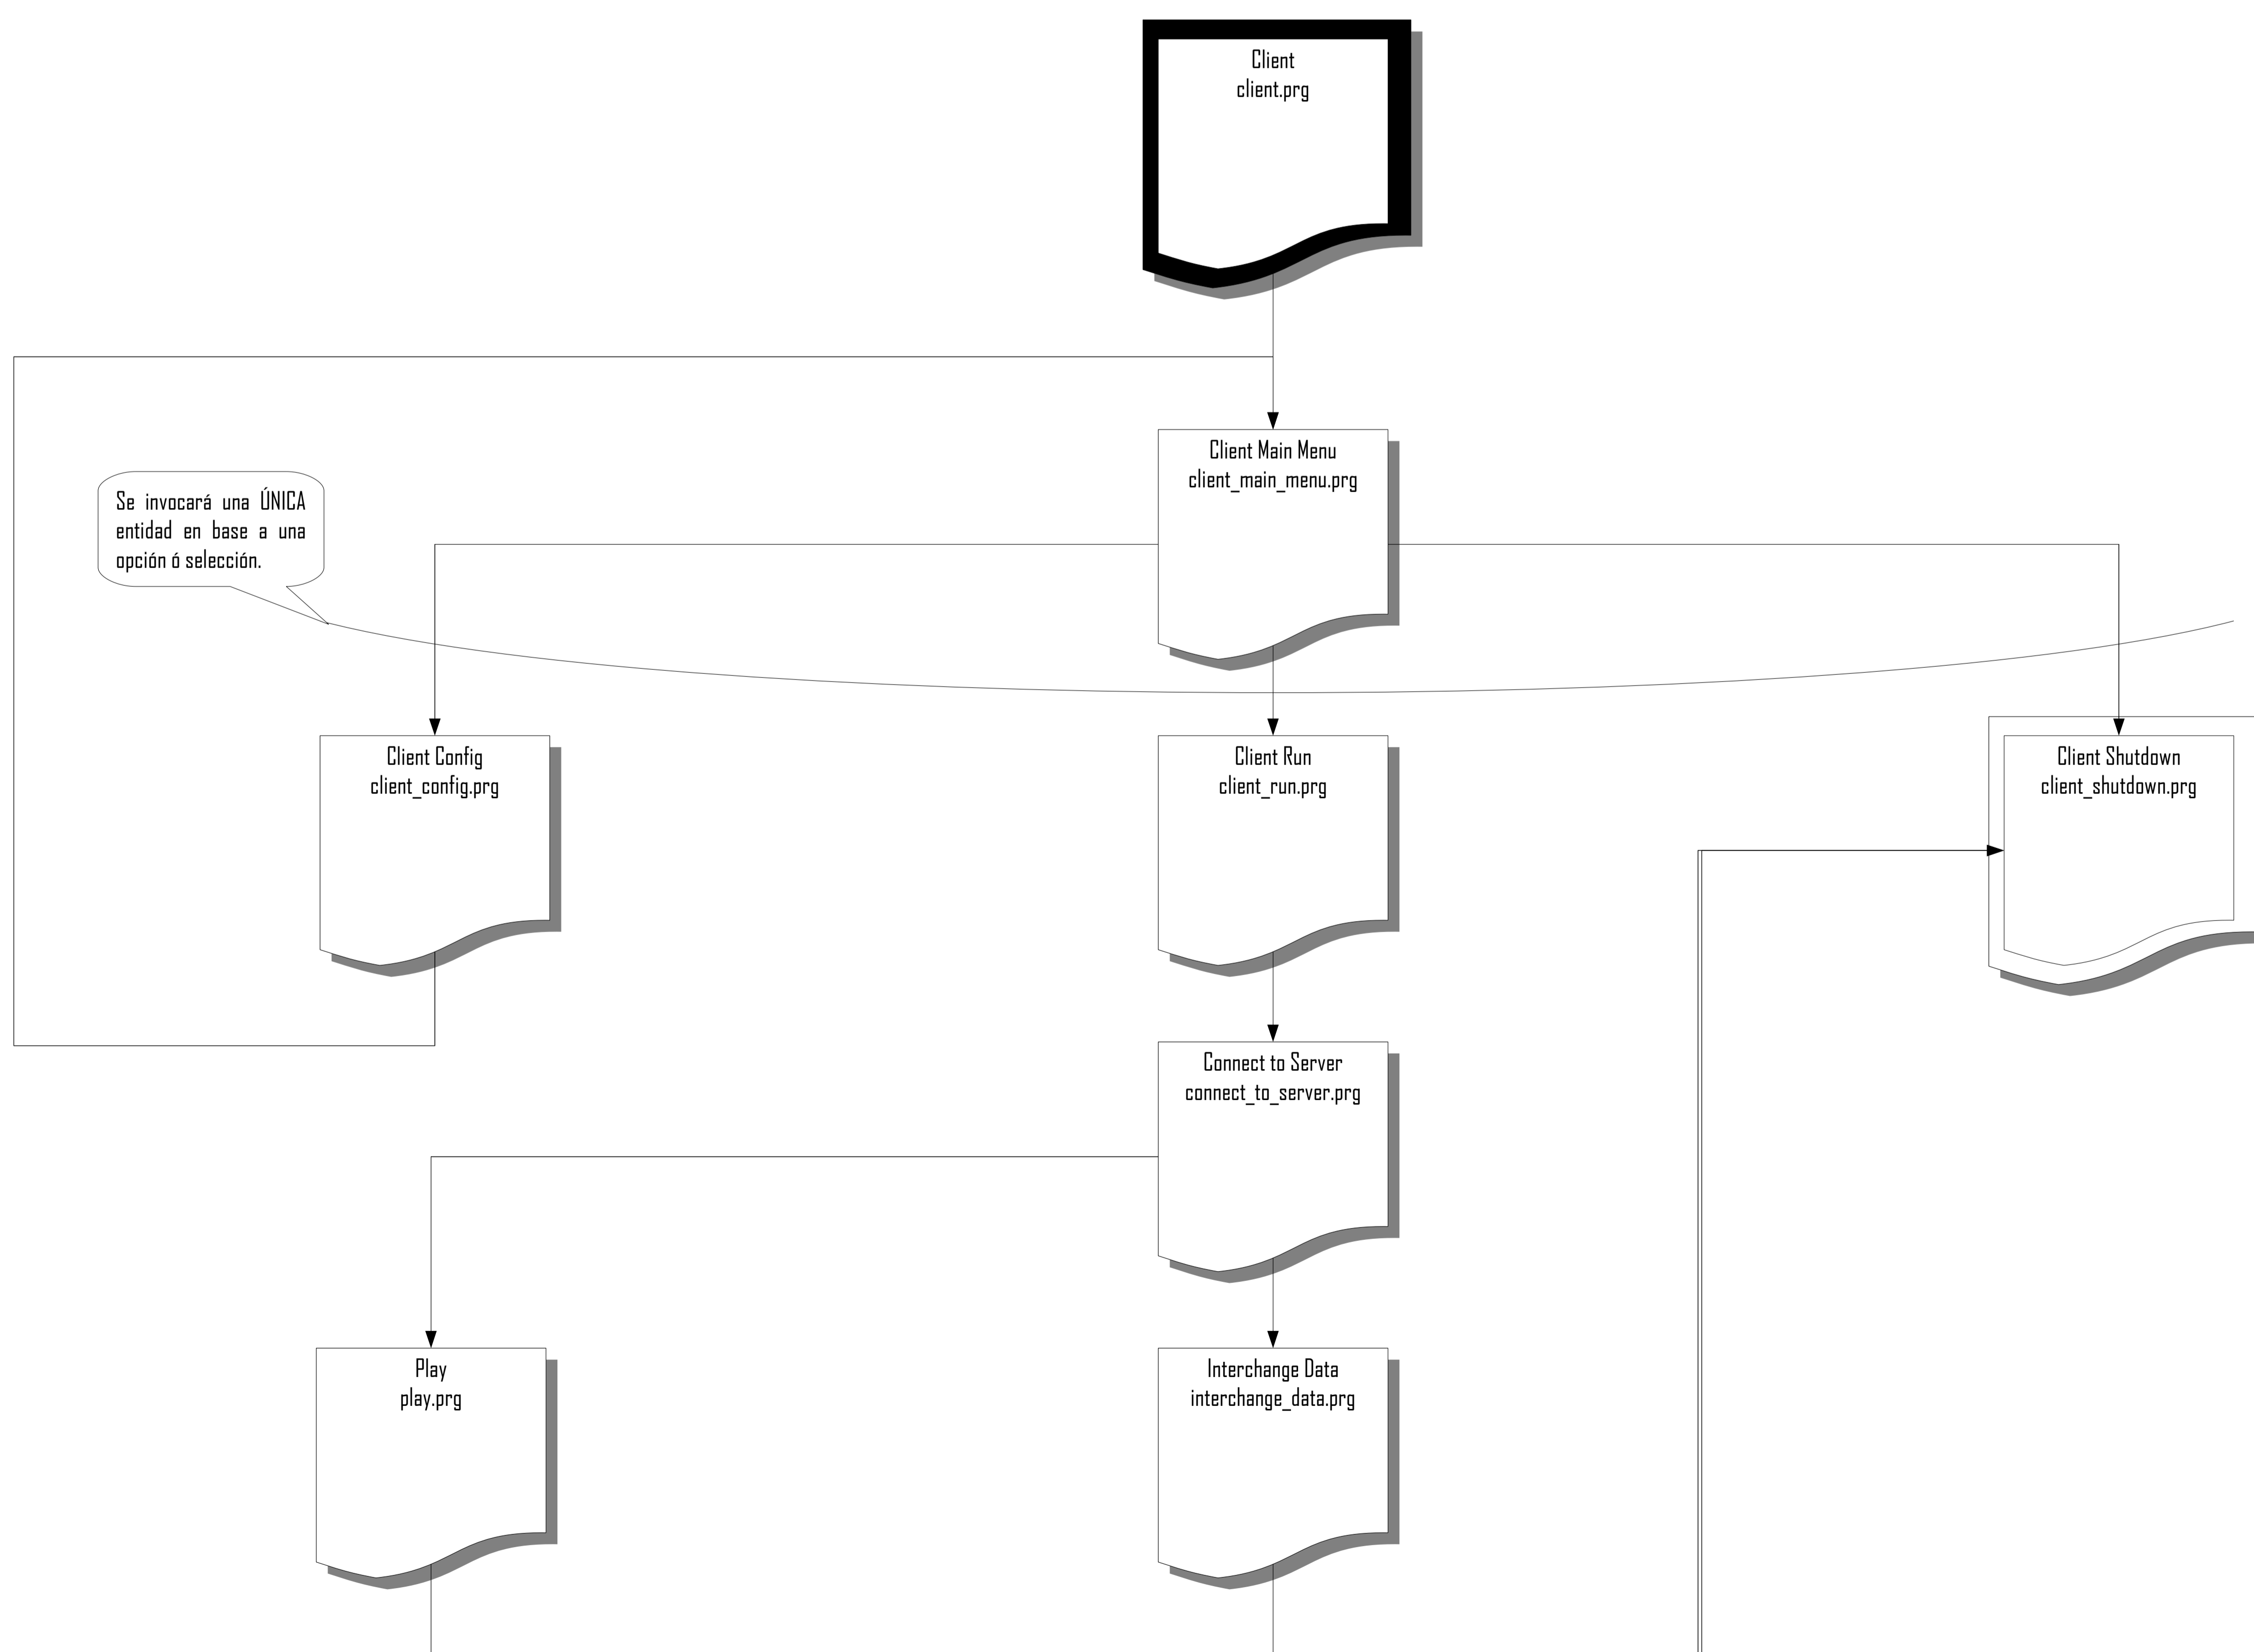 Client
client.prg
Client Main Menu
client_main_menu.prg
Se invocará una ÚNICA
entidad en base a una
opción ó selección.
Client Config
client_config.prg
Client Run
client_run.prg
Client Shutdown
client_shutdown.prg
Connect to Server
connect_to_server.prg
Play
play.prg
Interchange Data
interchange_data.prg